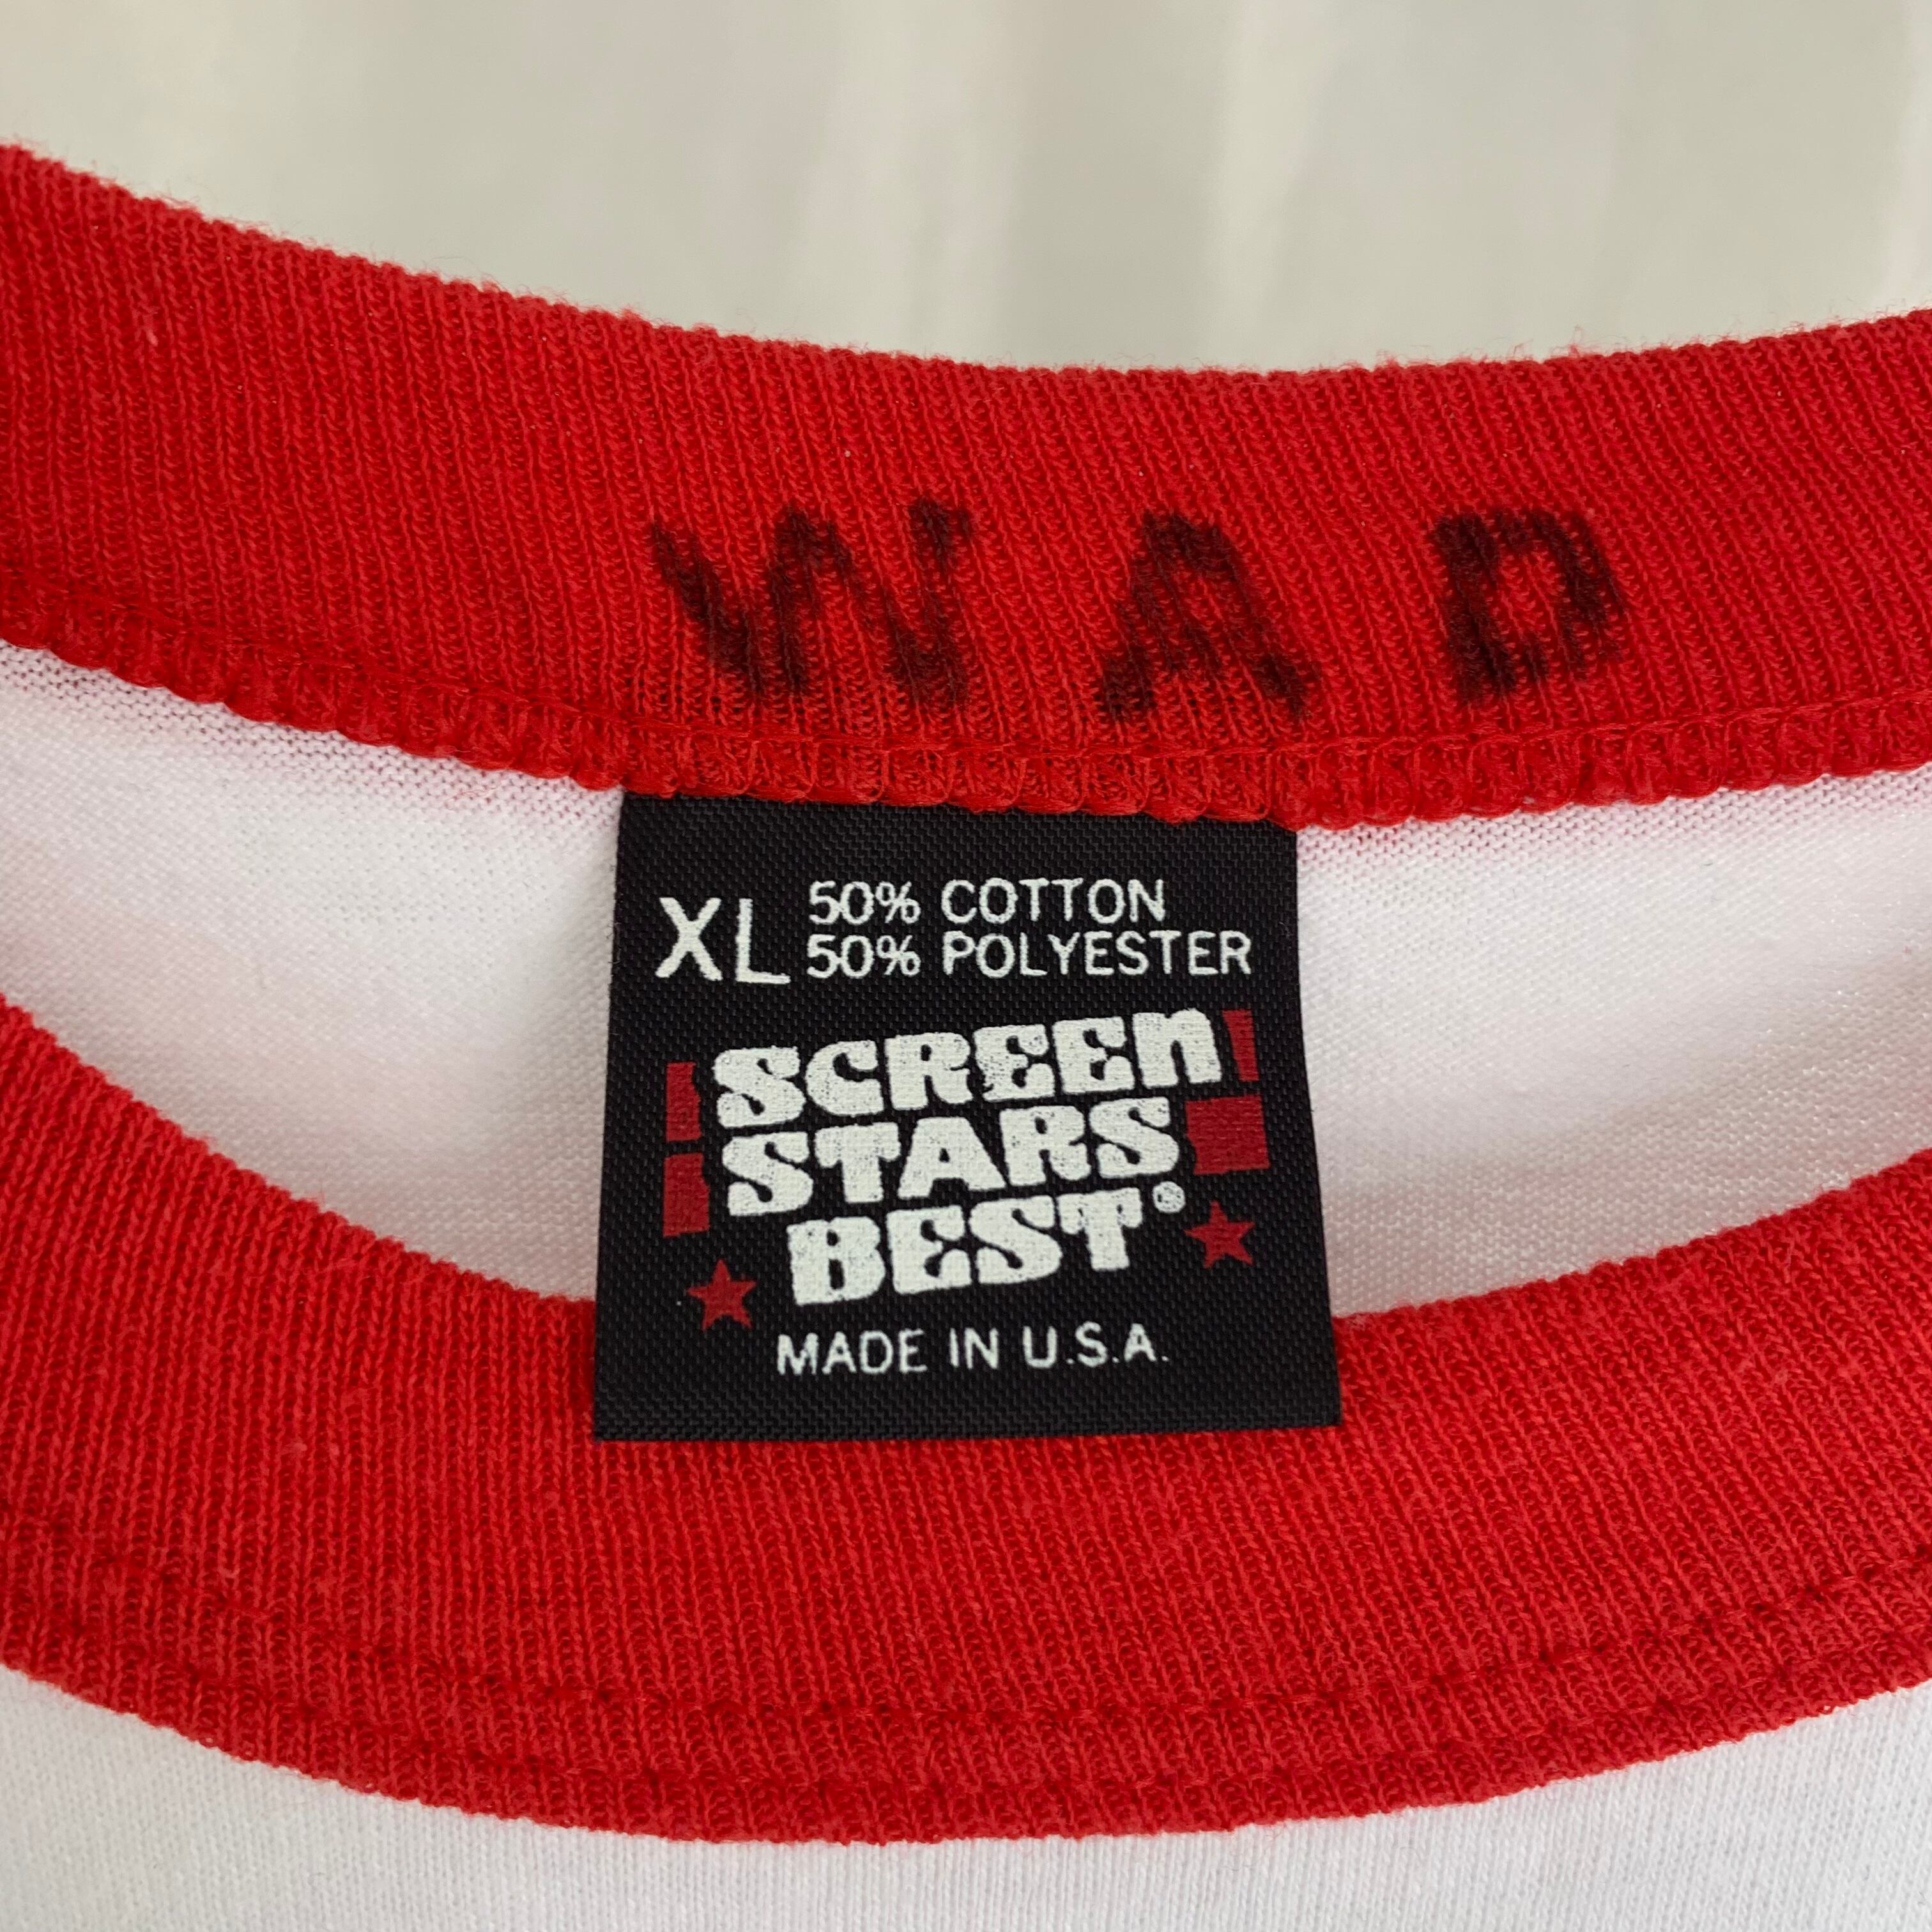 WAD
XL 50% COTTON
50% POLYESTER
SCREEN
STARS
BEST®
MADE IN U.S.A.